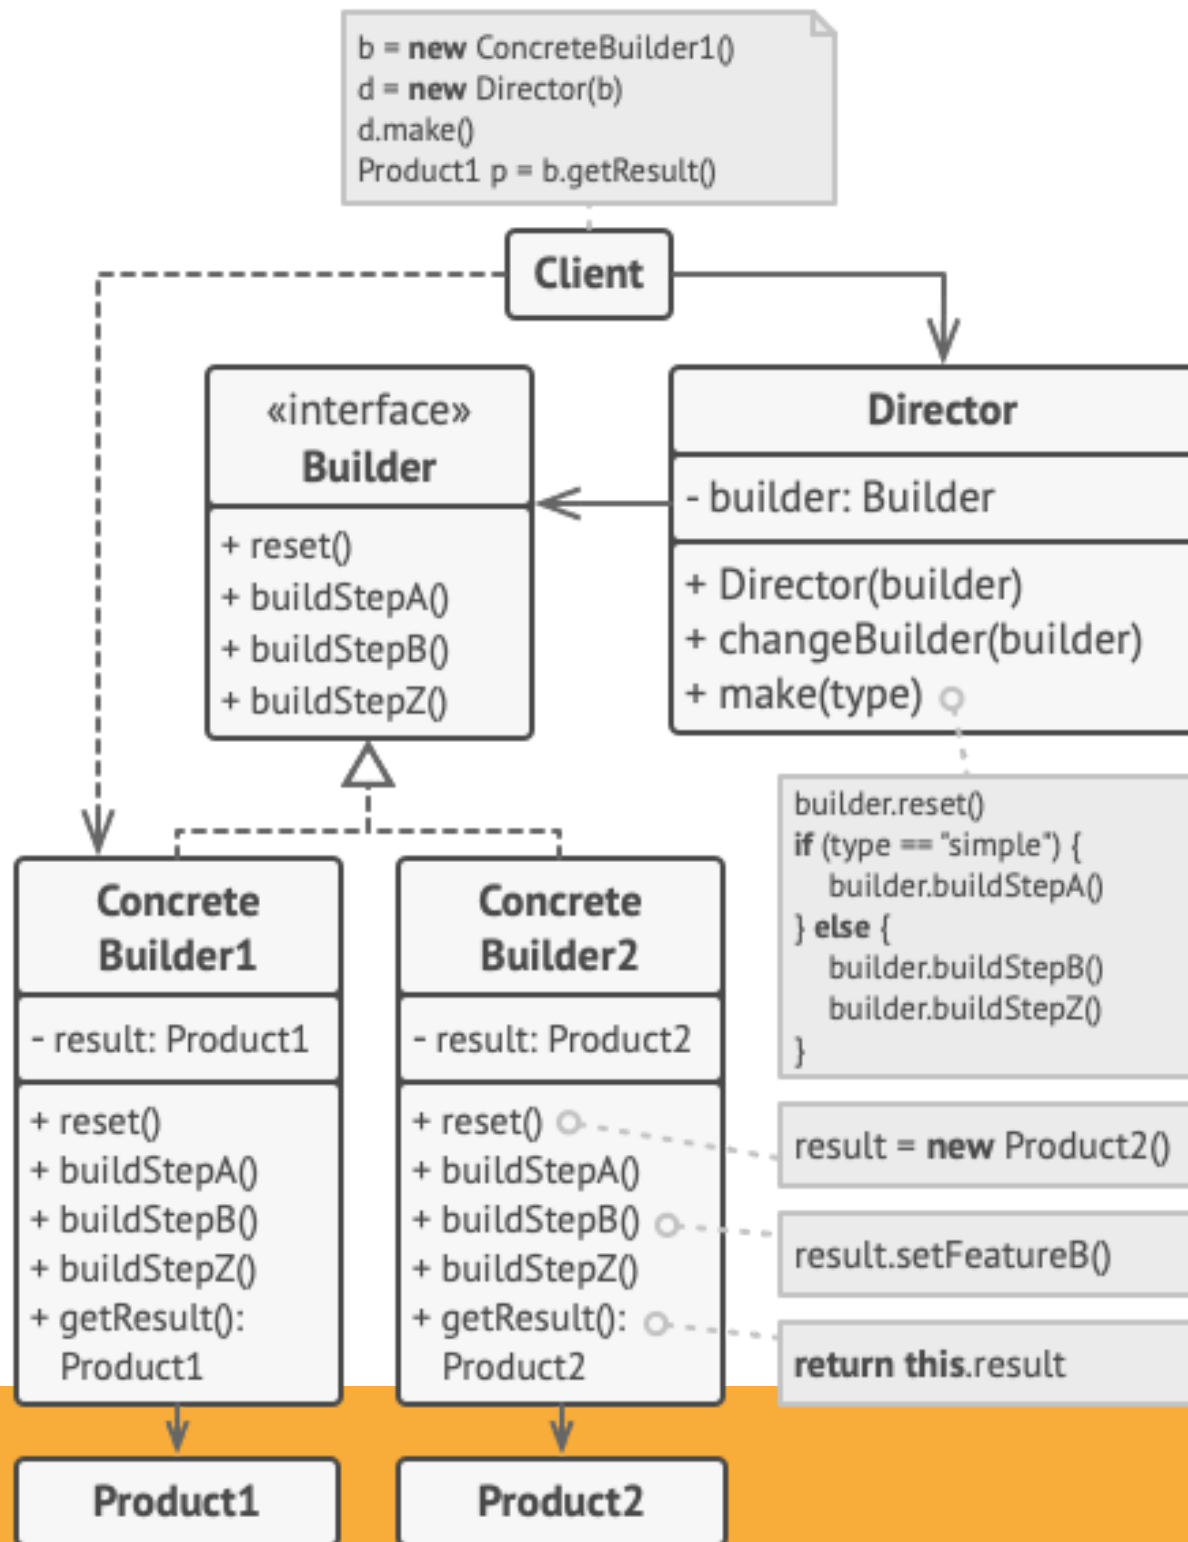 b = new ConcreteBuilder1()
d = new Director(b)
d.make()
Product1 p = b.getResult()
Client
«interface»
Builder
+ reset()
+ buildStepA()
+ buildStepB()
+ buildStepZ()
Director
- builder: Builder
+ Director(builder)
+ changeBuilder(builder)
+ make(type)
builder.reset()
if (type == "simple") {
builder.buildStepA()
} else {
builder.buildStepB()
builder.buildStepZ()
}
Concrete
Builder1
- result: Product1
+ reset()
+ buildStepA()
+ buildStepB()
+ buildStepZ()
+ getResult():
Product1
Concrete
Builder2
- result: Product2
+ reset()
+ buildStepA()
+ buildStepB()
+ buildStepZ()
+ getResult():
Product2
result = new Product2()
result.setFeatureB()
return this.result
Product1
Product2